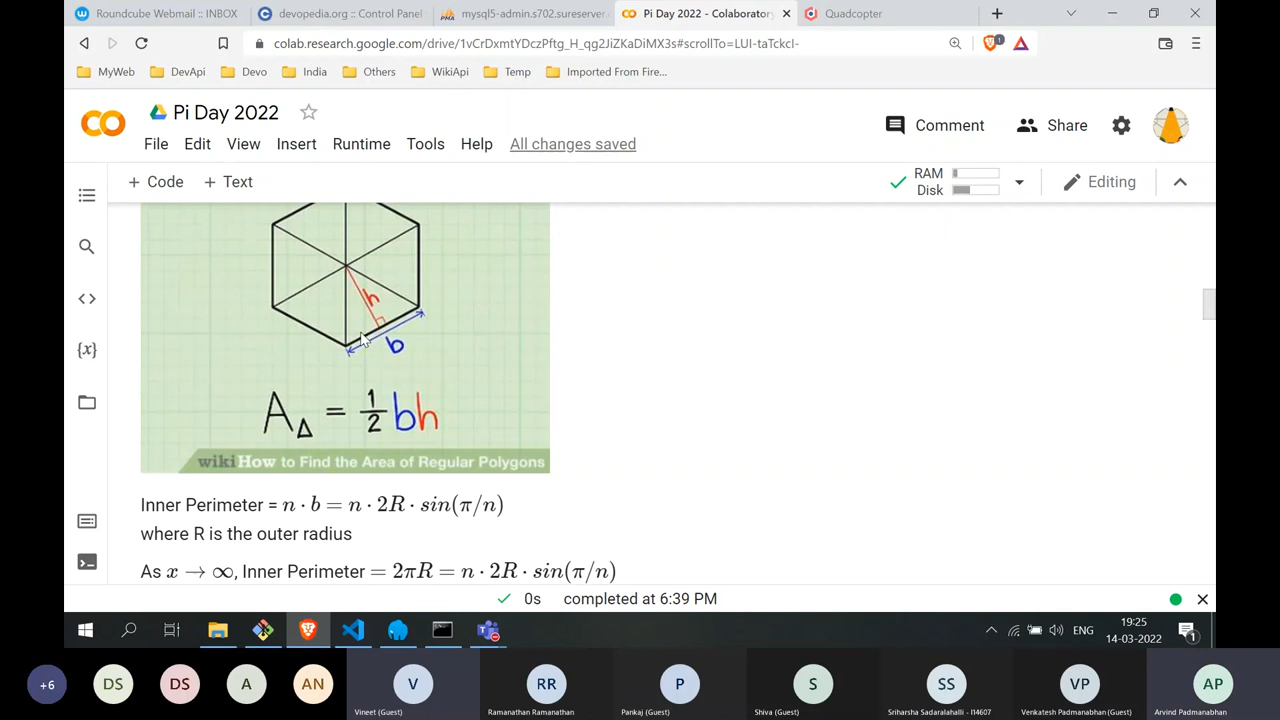 Roundcube Webmail :: INBOX
devopedia.org :: Control Panel
mysql5-admin.s702.sureserver.
Pi Day 2022 - Colaboratory
Quadcopter
colab.research.google.com/drive/1vCrDxmtYDczPftg_H_qg2JiZKaDiMX3s#scrollTo=LUI-taTckcI-
1
MyWeb
DevApi
Devo
India
Others
WikiApi
Temp
Imported From Fire...
CO
Pi Day 2022
Comment
Share
File Edit View Insert Runtime Tools Help All changes saved
+ Code + Text
RAM
Disk
Editing
h
b
A△ = 1/2 bh
wikiHow to Find the Area of Regular Polygons
Inner Perimeter = n · b = n · 2R · sin(π/n)
where R is the outer radius
As x → ∞, Inner Perimeter = 2πR = n · 2R · sin(π/n)
{x}
0s completed at 6:39 PM
ENG
19:25
14-03-2022
1
+6
DS
DS
A
AN
V
RR
P
S
SS
VP
AP
Vineet (Guest)
Ramanathan Ramanathan
Pankaj (Guest)
Shiva (Guest)
Sriharsha Sadaralahalli - I14607
Venkatesh Padmanabhan (Guest)
Arvind Padmanabhan